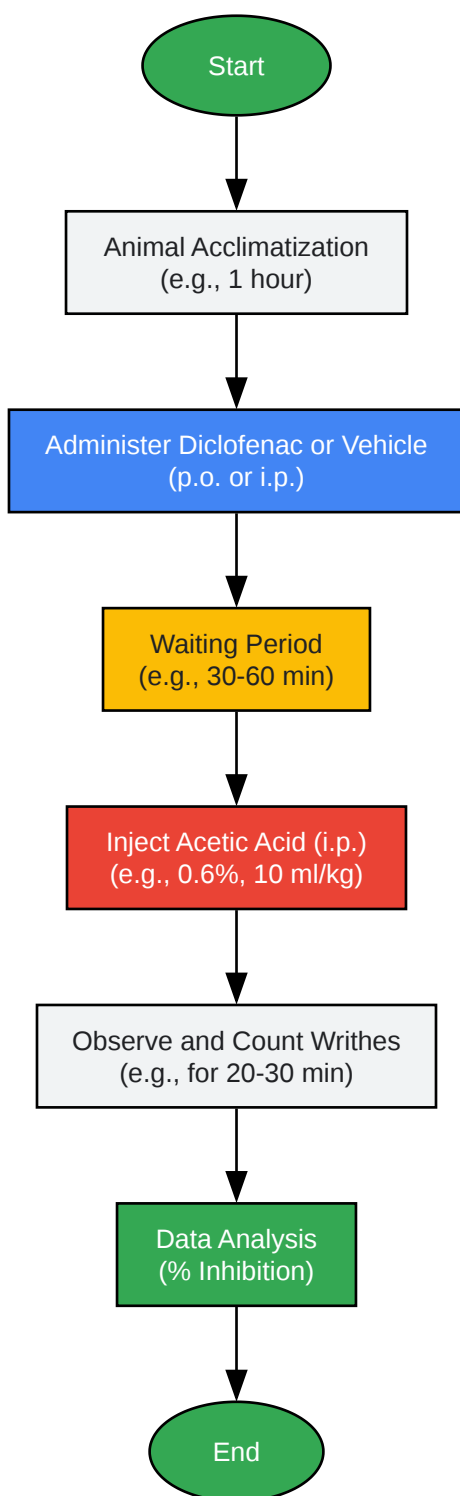 Start
Animal Acclimatization
(e.g., 1 hour)
Administer Diclofenac or Vehicle
(p.o. or i.p.)
Waiting Period
(e.g., 30-60 min)
Inject Acetic Acid (i.p.)
(e.g., 0.6%, 10 ml/kg)
Observe and Count Writhes
(e.g., for 20-30 min)
Data Analysis
(% Inhibition)
End